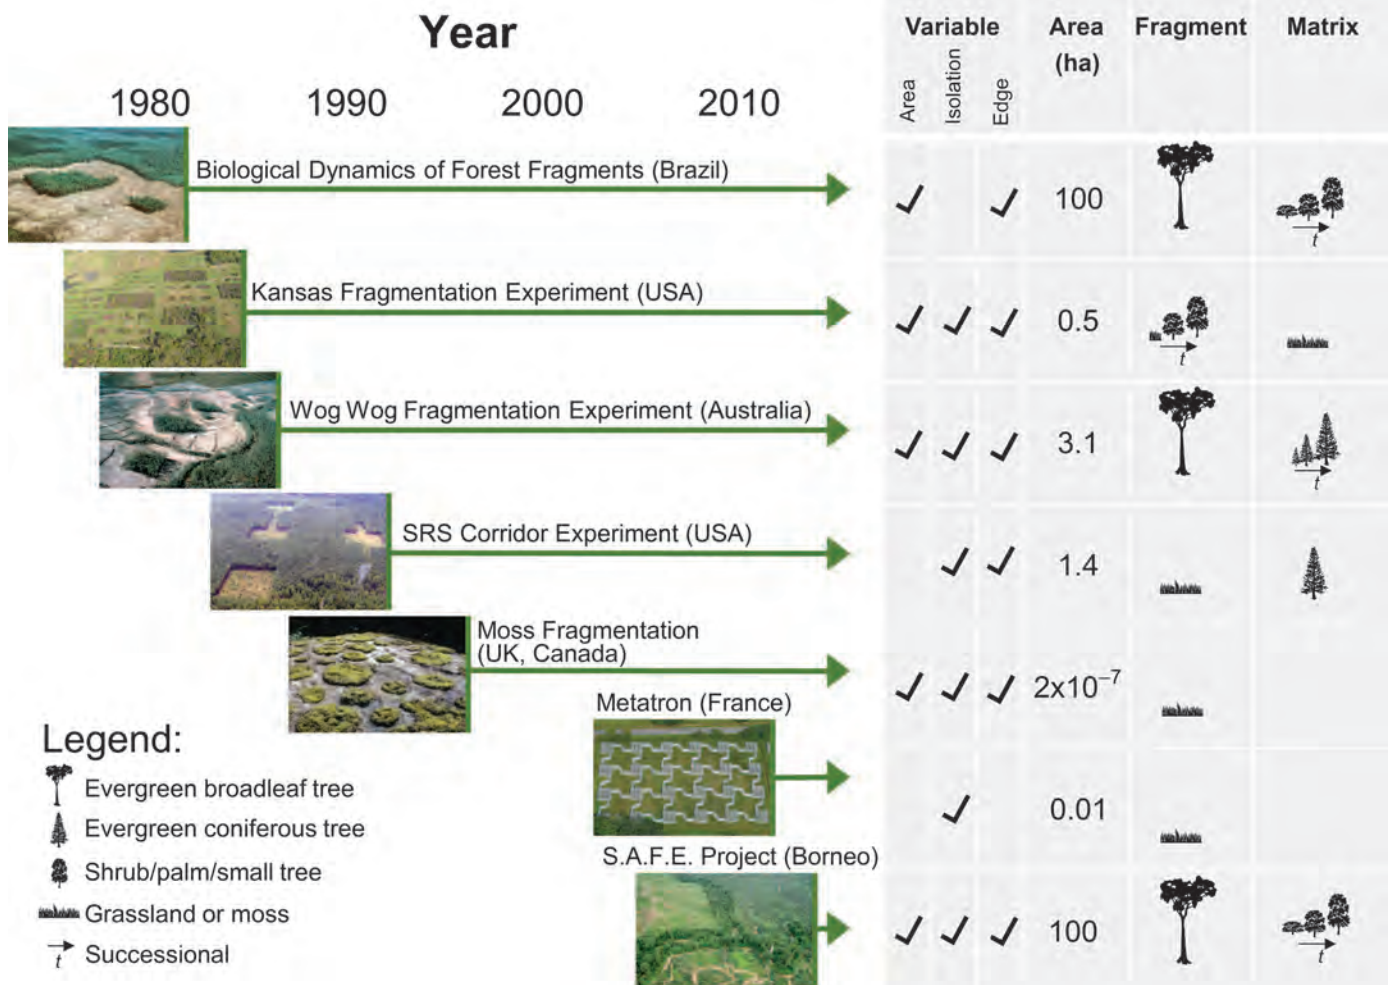 Year
1980 1990 2000 2010
Variable Area (ha) Fragment Matrix
Area Isolation Edge
Biological Dynamics of Forest Fragments (Brazil)
100
t
Kansas Fragmentation Experiment (USA)
0.5
t
Wog Wog Fragmentation Experiment (Australia)
3.1
t
SRS Corridor Experiment (USA)
1.4
Moss Fragmentation
(UK, Canada)
2x10⁻⁷
Metatron (France)
0.01
S.A.F.E. Project (Borneo)
100
t
Legend:
Evergreen broadleaf tree
Evergreen coniferous tree
Shrub/palm/small tree
Grassland or moss
t Successional